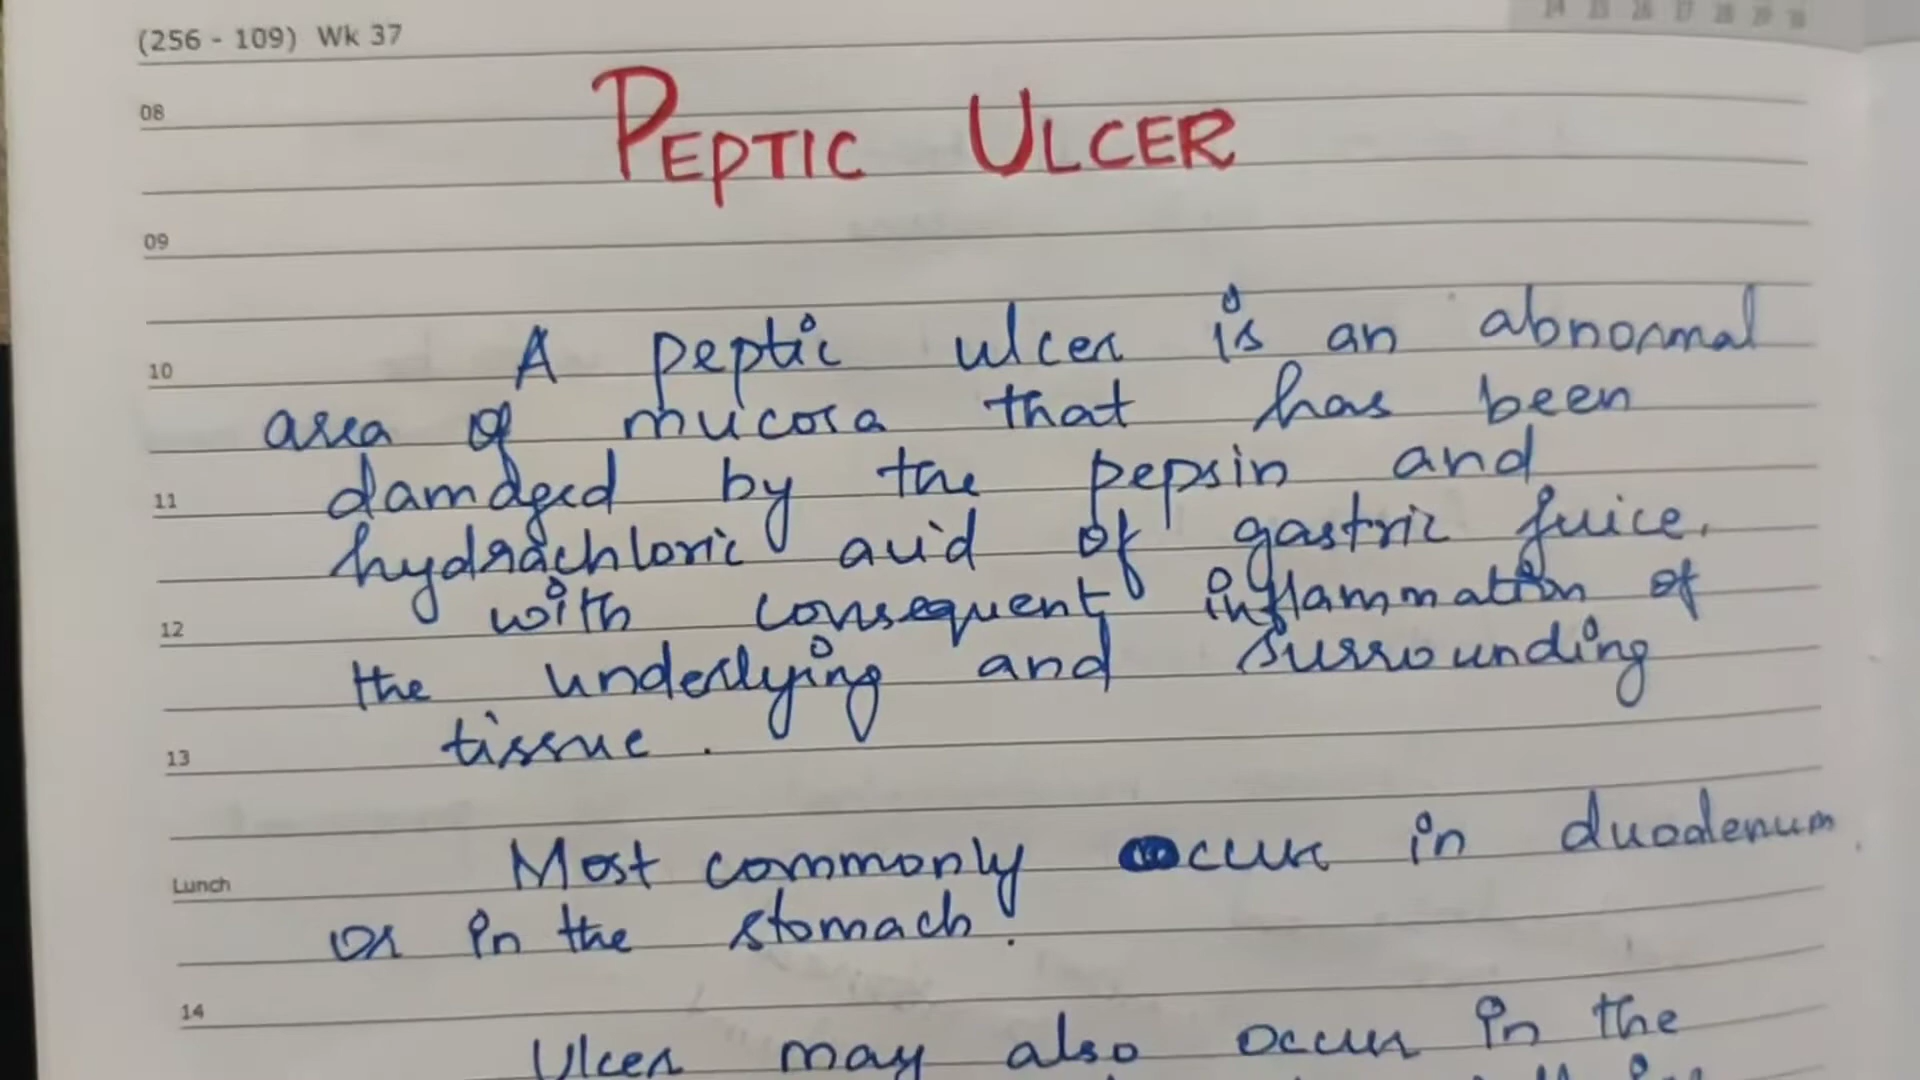 (256 - 109) Wk 37
08
PEPTIC ULCER
09
10
A peptic ulcer is an abnormal
area of mucosa that has been
11
damaged by the pepsin and
hydrachloric acid of gastric juice,
12
with consequent inflammation of
the underlying and surrounding
13
tissue.
Lunch
Most commonly occur in duodenum
or in the stomach.
14
Ulcer may also occur in the